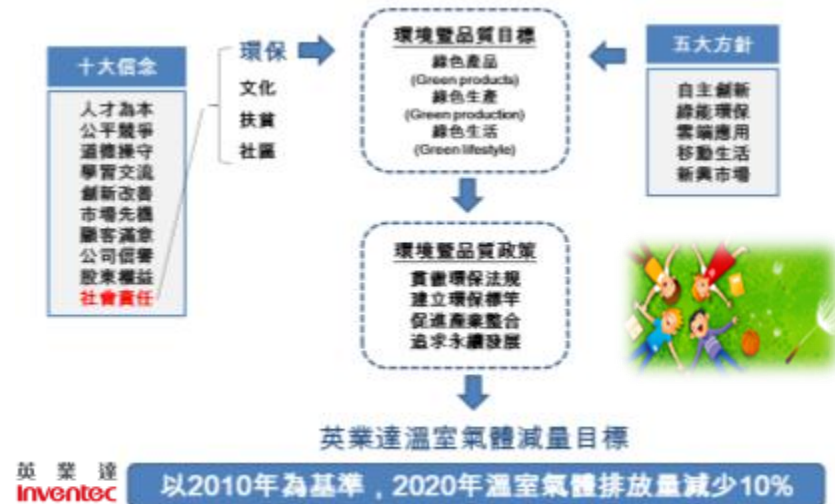 十大信念
人才為本
公平競爭
道德操守
學習交流
創新改善
市場先機
顧客滿意
公司信譽
股東權益
社會責任
環保
文化
扶貧
社區
環境暨品質目標
綠色產品
(Green products)
綠色生產
(Green production)
綠色生活
(Green lifestyle)
五大方針
自主創新
綠能環保
雲端應用
移動生活
新興市場
環境暨品質政策
貫徹環保法規
建立環保標竿
促進產業整合
追求永續發展
英業達溫室氣體減量目標
英業達
Inventec
以2010年為基準，2020年溫室氣體排放量減少10%